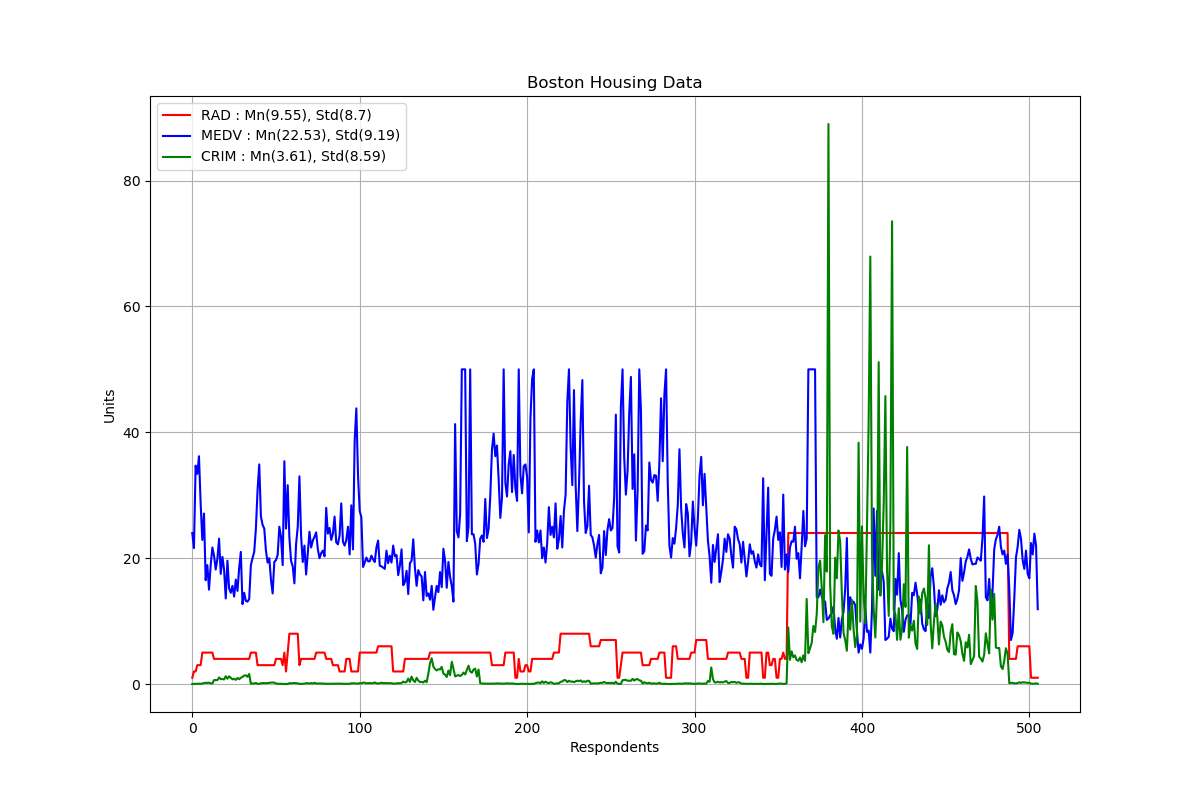 Boston Housing Data
RAD : Mn(9.55), Std(8.7)
MEDV : Mn(22.53), Std(9.19)
CRIM : Mn(3.61), Std(8.59)
Units
80
60
40
20
0
0 100 200 300 400 500
Respondents